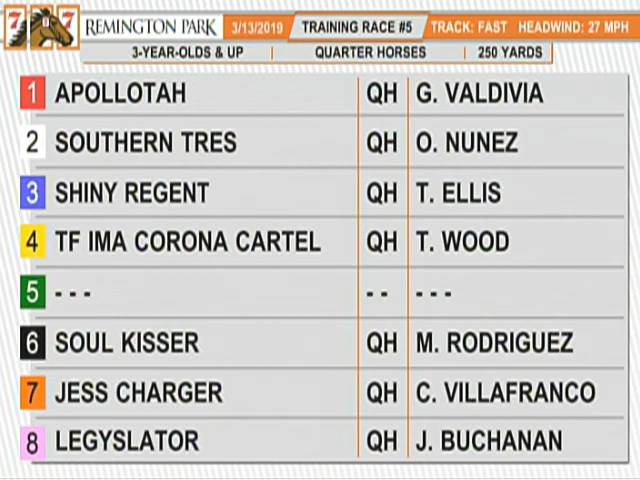 7 7 REMINGTON PARK 3/13/2019 TRAINING RACE #5 TRACK: FAST HEADWIND: 27 MPH
3-YEAR-OLDS & UP QUARTER HORSES 250 YARDS
1 APOLLOTAH QH G. VALDIVIA
2 SOUTHERN TRES QH O. NUNEZ
3 SHINY REGENT QH T. ELLIS
4 TF IMA CORONA CARTEL QH T. WOOD
5 - - - - - - - -
6 SOUL KISSER QH M. RODRIGUEZ
7 JESS CHARGER QH C. VILLAFRANCO
8 LEGYSLATOR QH J. BUCHANAN